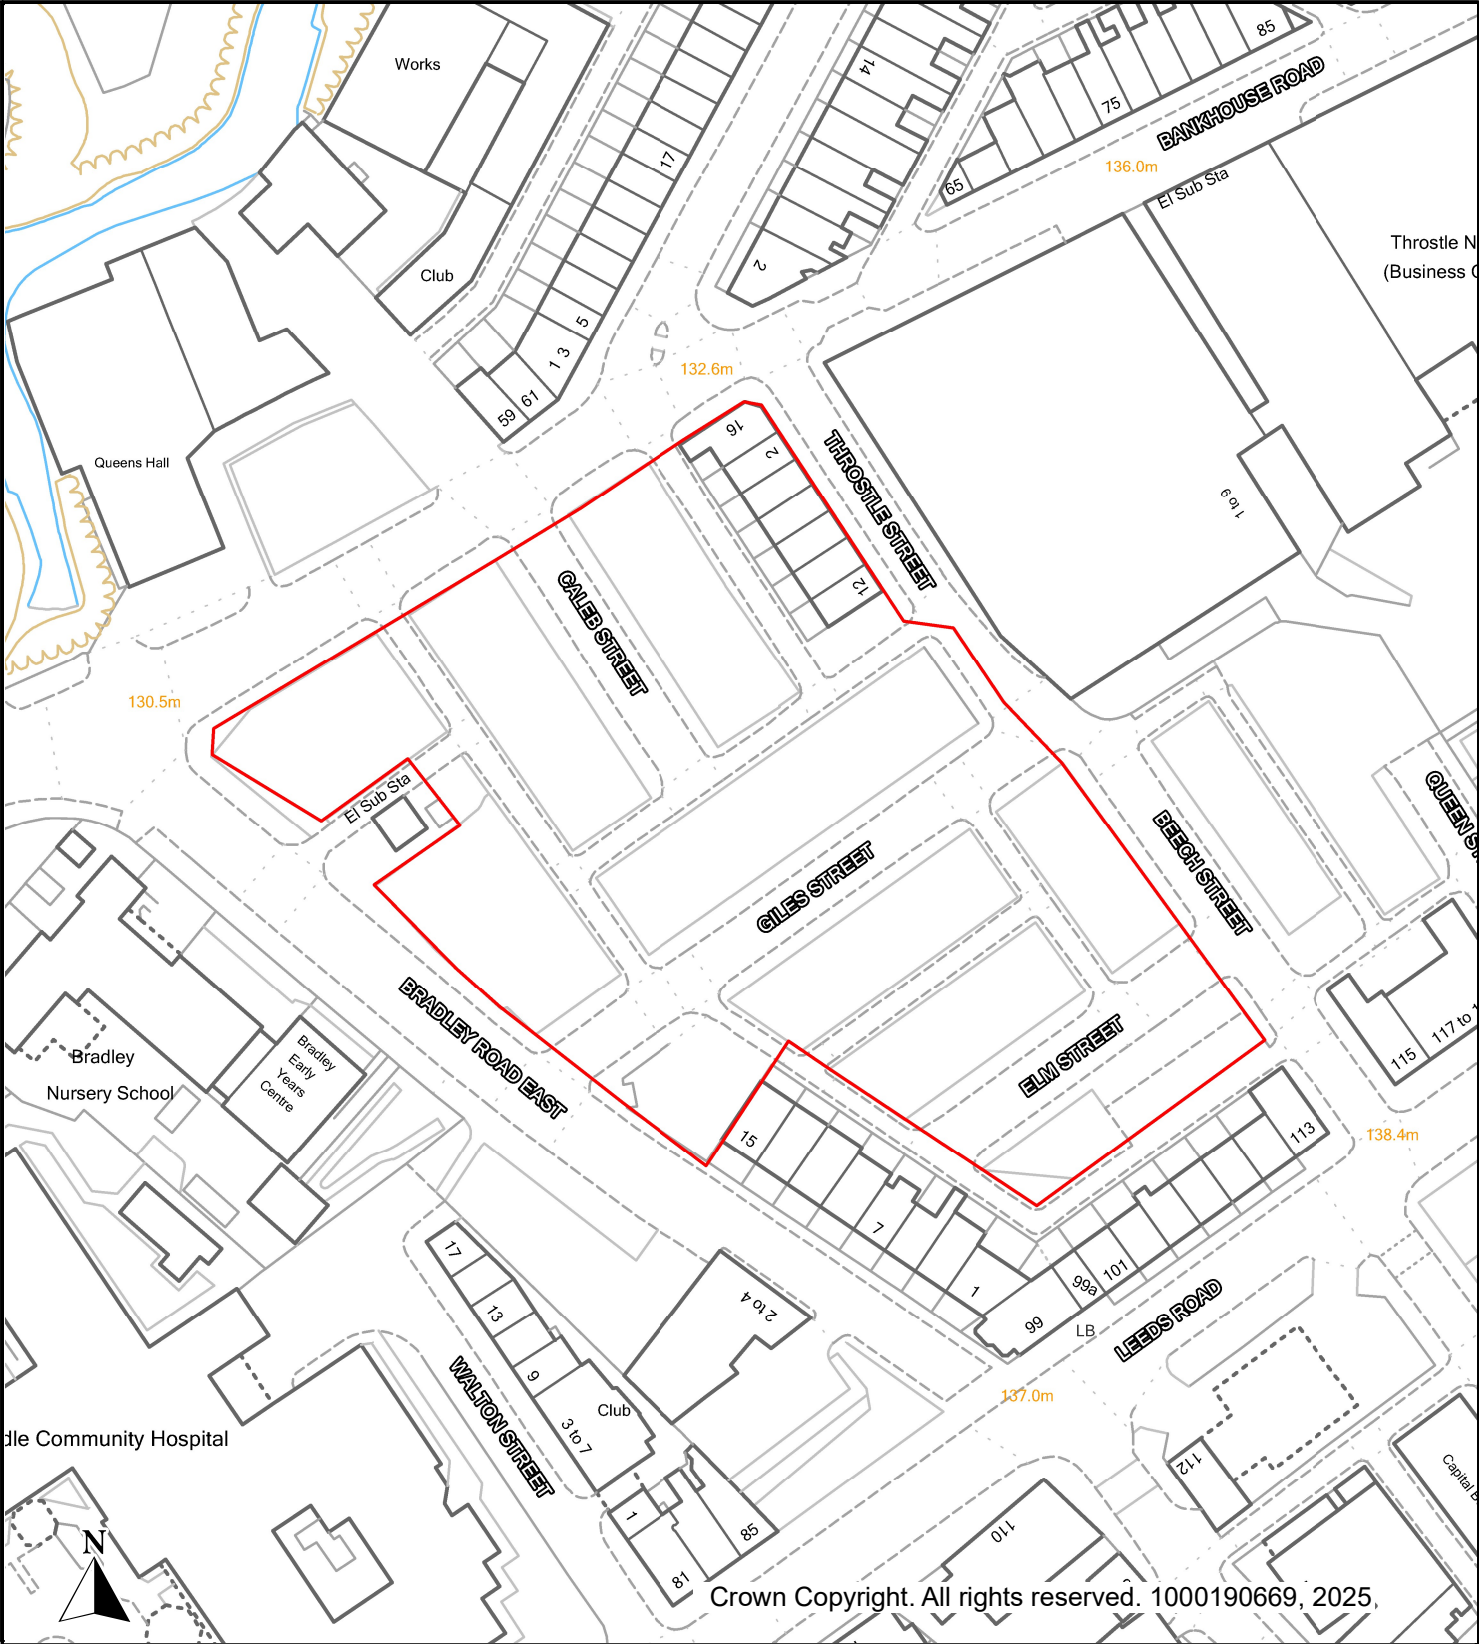 85
Works
14
BANKHOUSE ROAD
75
17
136.0m
65
El Sub Sta
Throstle N
(Business
2
Club
5
3
1
132.6m
61
59
16
2
THROSTLE STREET
Queens Hall
1 to 9
CALEB STREET
12
130.5m
El Sub Sta
QUEEN
BEECH STREET
GILES STREET
BRADLEY ROAD EAST
117 to
115
ELM STREET
Bradley
Nursery School
Bradley
Early
Years
Centre
15
113
138.4m
7
17
1
99a
101
99
LB
LEEDS ROAD
2 to 4
13
9
137.0m
WALTON STREET
Club
3 to 7
dle Community Hospital
112
Capital
1
85
110
81
N
Crown Copyright. All rights reserved. 1000190669, 2025.